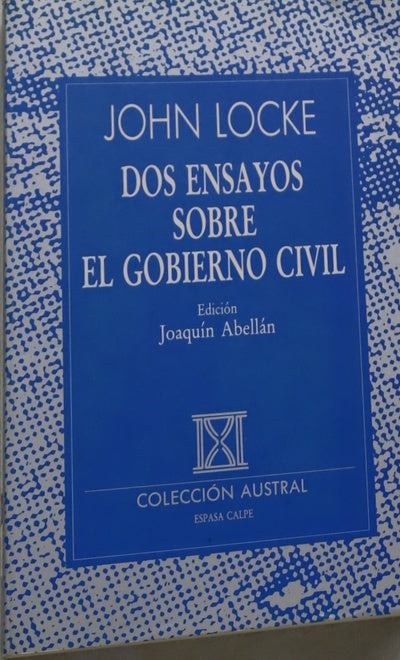 JOHN LOCKE
DOS ENSAYOS
SOBRE
EL GOBIERNO CIVIL
Edición
Joaquín Abellán
COLECCIÓN AUSTRAL
ESPASA CALPE